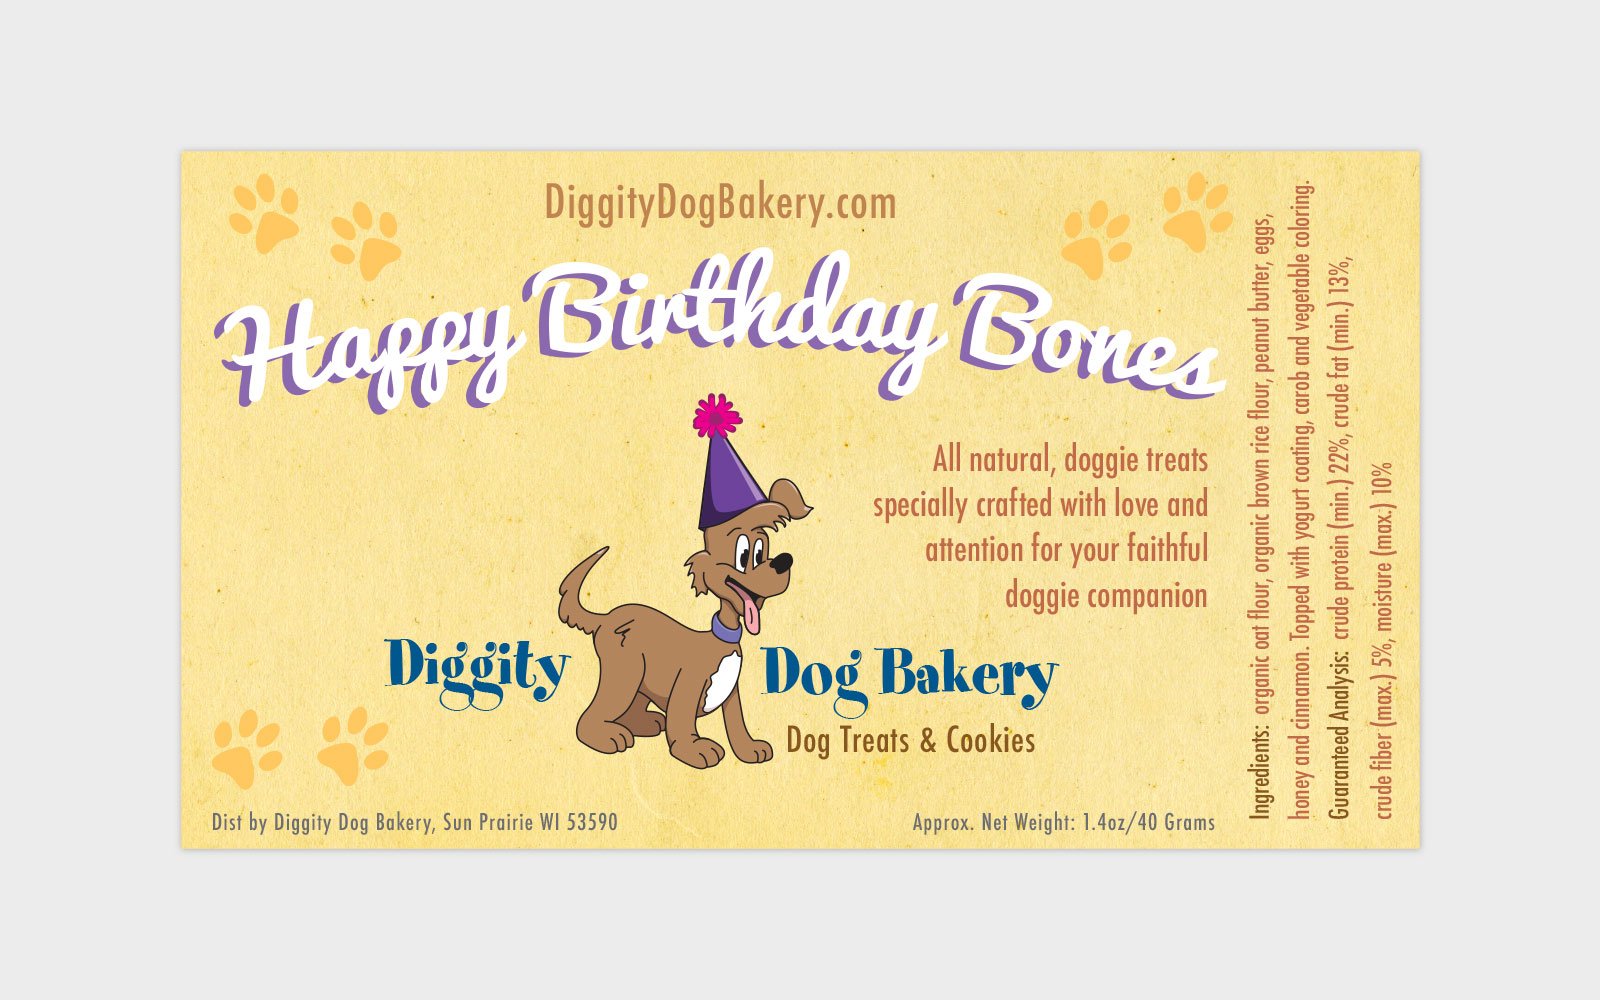 DiggityDogBakery.com
Happy Birthday Bones
All natural, doggie treats
specially crafted with love and
attention for your faithful
doggie companion
Diggity Dog Bakery
Dog Treats & Cookies
Dist by Diggity Dog Bakery, Sun Prairie WI 53590
Approx. Net Weight: 1.4oz/40 Grams
Ingredients: organic oat flour, organic brown rice flour, peanut butter, eggs,
honey and cinnamon. Topped with yogurt coating, carob and vegetable coloring.
Guaranteed Analysis: crude protein (min.) 22%, crude fat (min.) 13%,
crude fiber (max.) 5%, moisture (max.) 10%